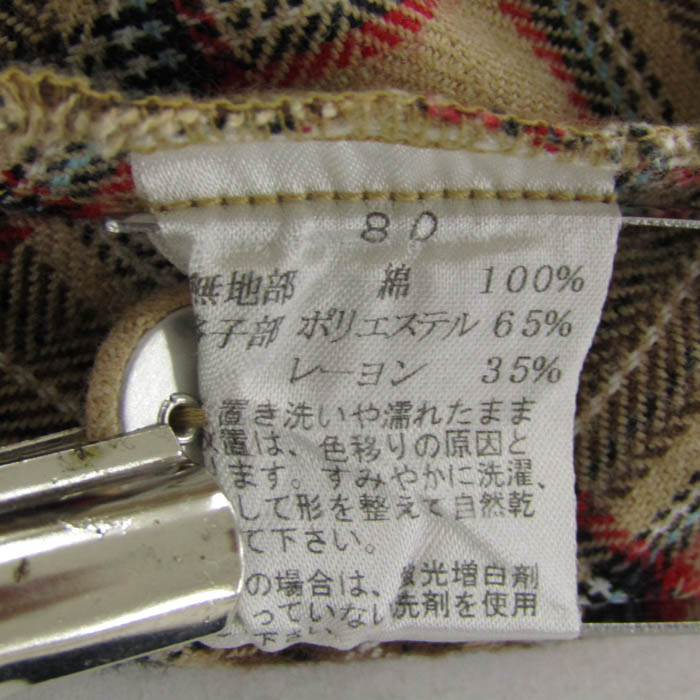 80
無地部 綿 100%
子部 ポリエステル 65%
レーヨン 35%
置き洗いや濡れたまま
置は、色移りの原因と
ます。すみやかに洗濯、
して形を整えて自然乾
て下さい。
の場合は、 光増白剤
っていない 洗剤を使用
下さい